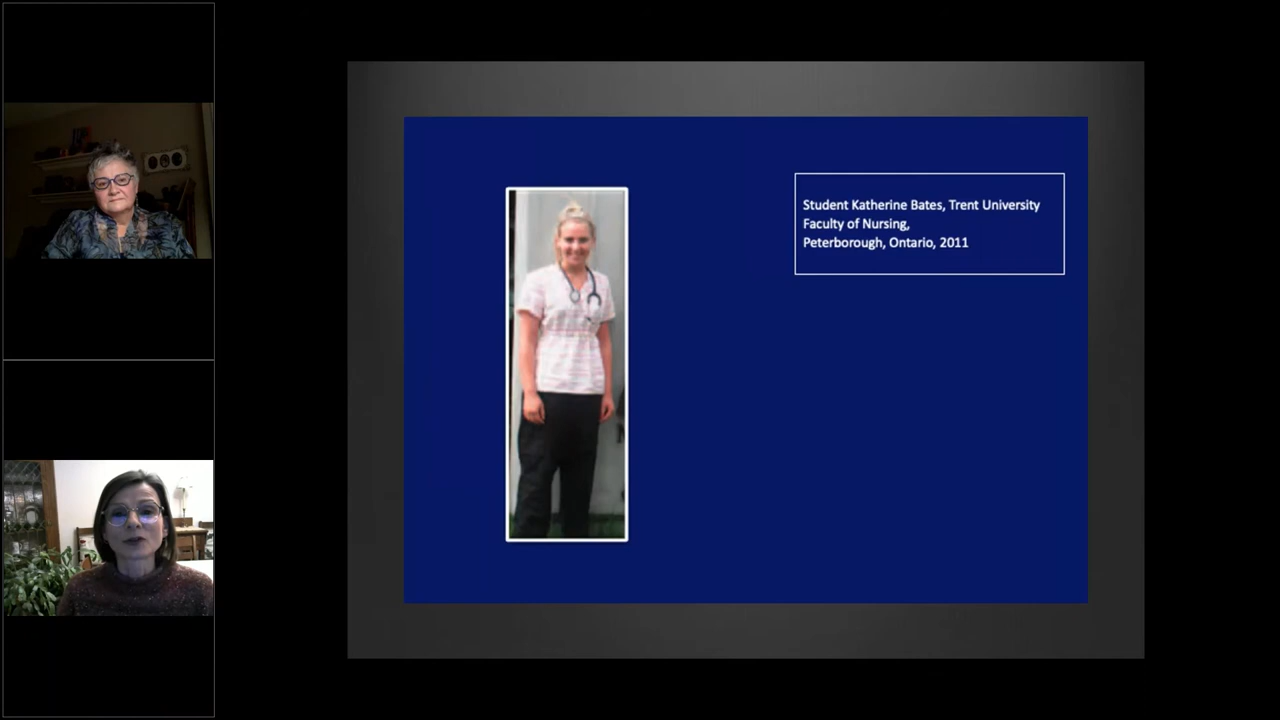 Student Katherine Bates, Trent University
Faculty of Nursing,
Peterborough, Ontario, 2011